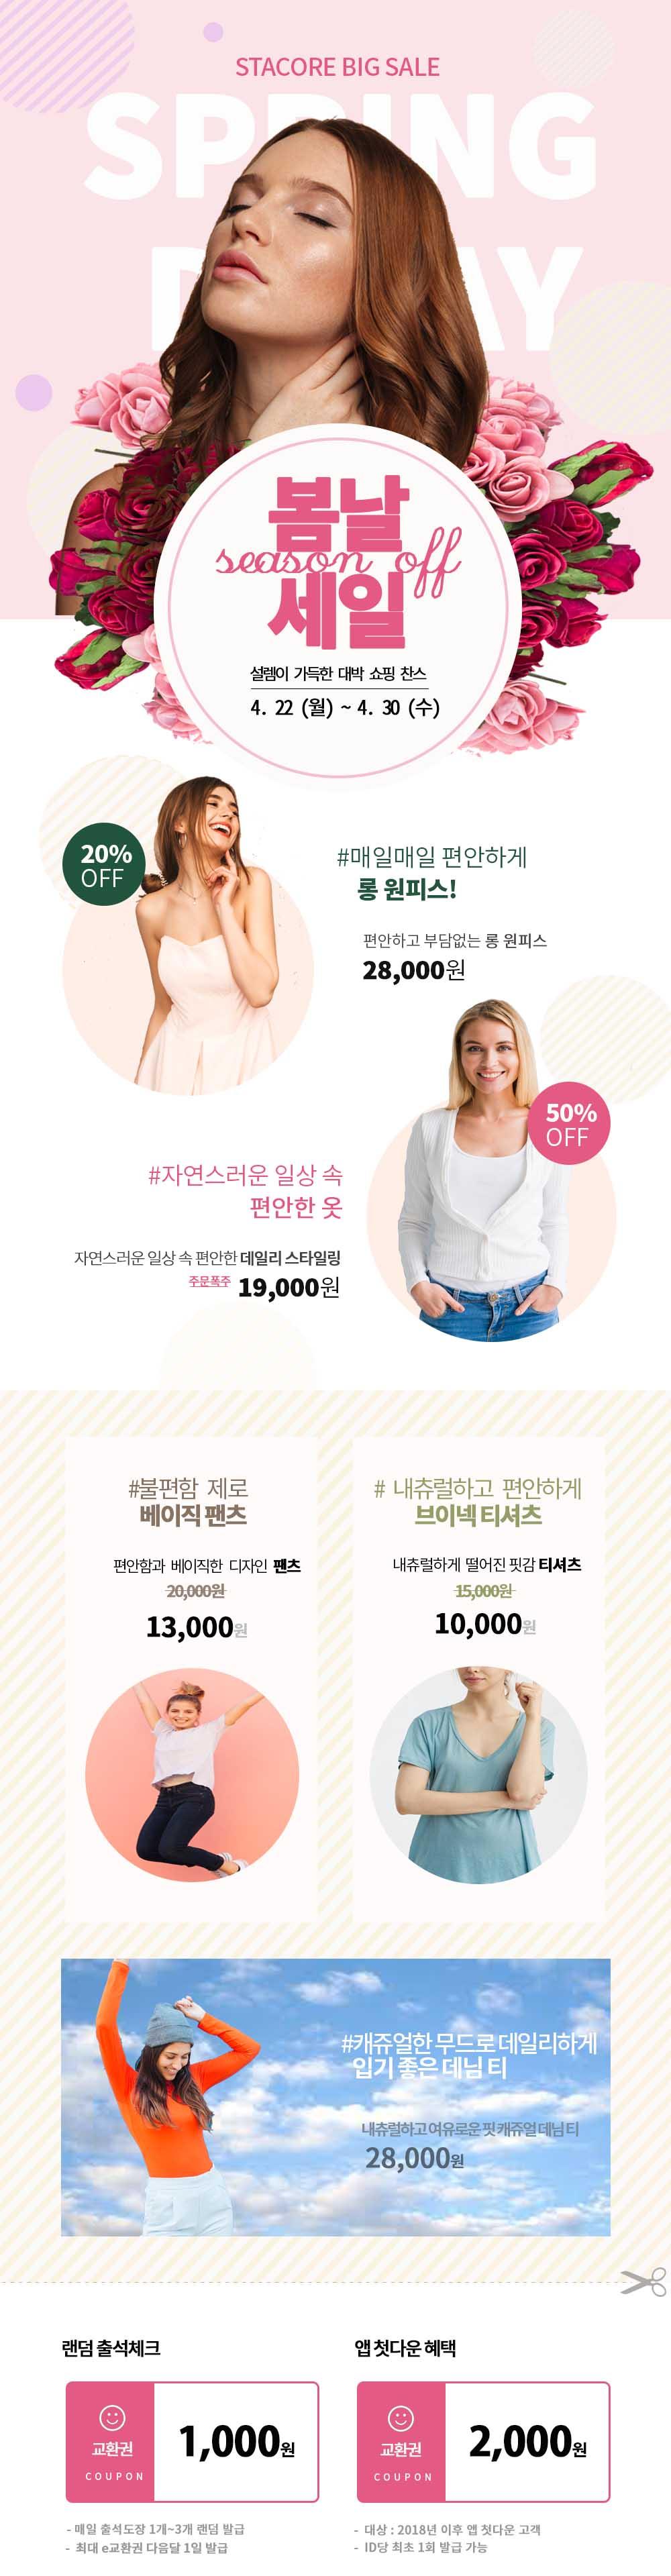 STACORE BIG SALE
SPRING
D AY
봄날
season off
세일
설렘이 가득한 대박 쇼핑 찬스
4. 22 (월) ~ 4. 30 (수)
20%
OFF
#매일매일 편안하게
롱 원피스!
편안하고 부담없는 롱 원피스
28,000원
50%
OFF
#자연스러운 일상 속
편안한 옷
자연스러운 일상 속 편안한 데일리 스타일링
주문폭주 19,000원
#불편함 제로
베이직 팬츠
편안함과 베이직한 디자인 팬츠
20,000원
13,000원
# 내츄럴하고 편안하게
브이넥 티셔츠
내츄럴하게 떨어진 핏감 티셔츠
15,000원
10,000원
#캐쥬얼한 무드로 데일리하게
입기 좋은 데님 티
내츄럴하고 여유로운 핏 캐쥬얼 데님 티
28,000원
랜덤 출석체크
교환권
COUPON
1,000원
- 매일 출석도장 1개~3개 랜덤 발급
- 최대 e교환권 다음달 1일 발급
앱 첫다운 혜택
교환권
COUPON
2,000원
- 대상 : 2018년 이후 앱 첫다운 고객
- ID당 최초 1회 발급 가능